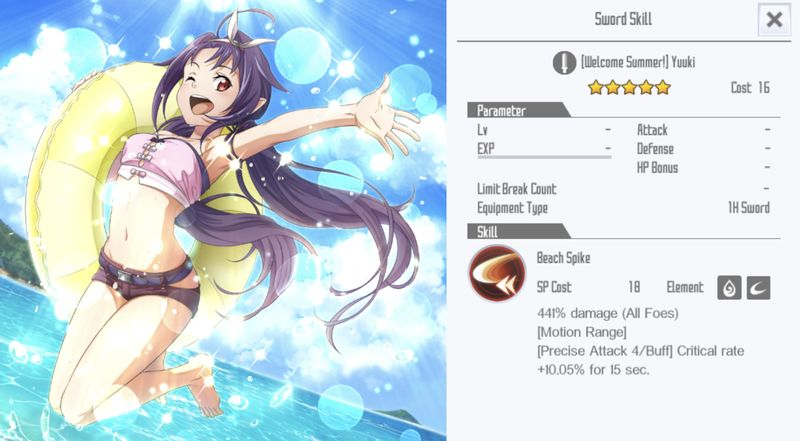 Sword Skill
[Welcome Summer!] Yuuki
Cost 16
Parameter
Lv -
Attack -
EXP -
Defense -
HP Bonus -
Limit Break Count -
Equipment Type 1H Sword
Skill
Beach Spike
SP Cost 18 Element
441% damage (All Foes)
[Motion Range]
[Precise Attack 4/Buff] Critical rate
+10.05% for 15 sec.